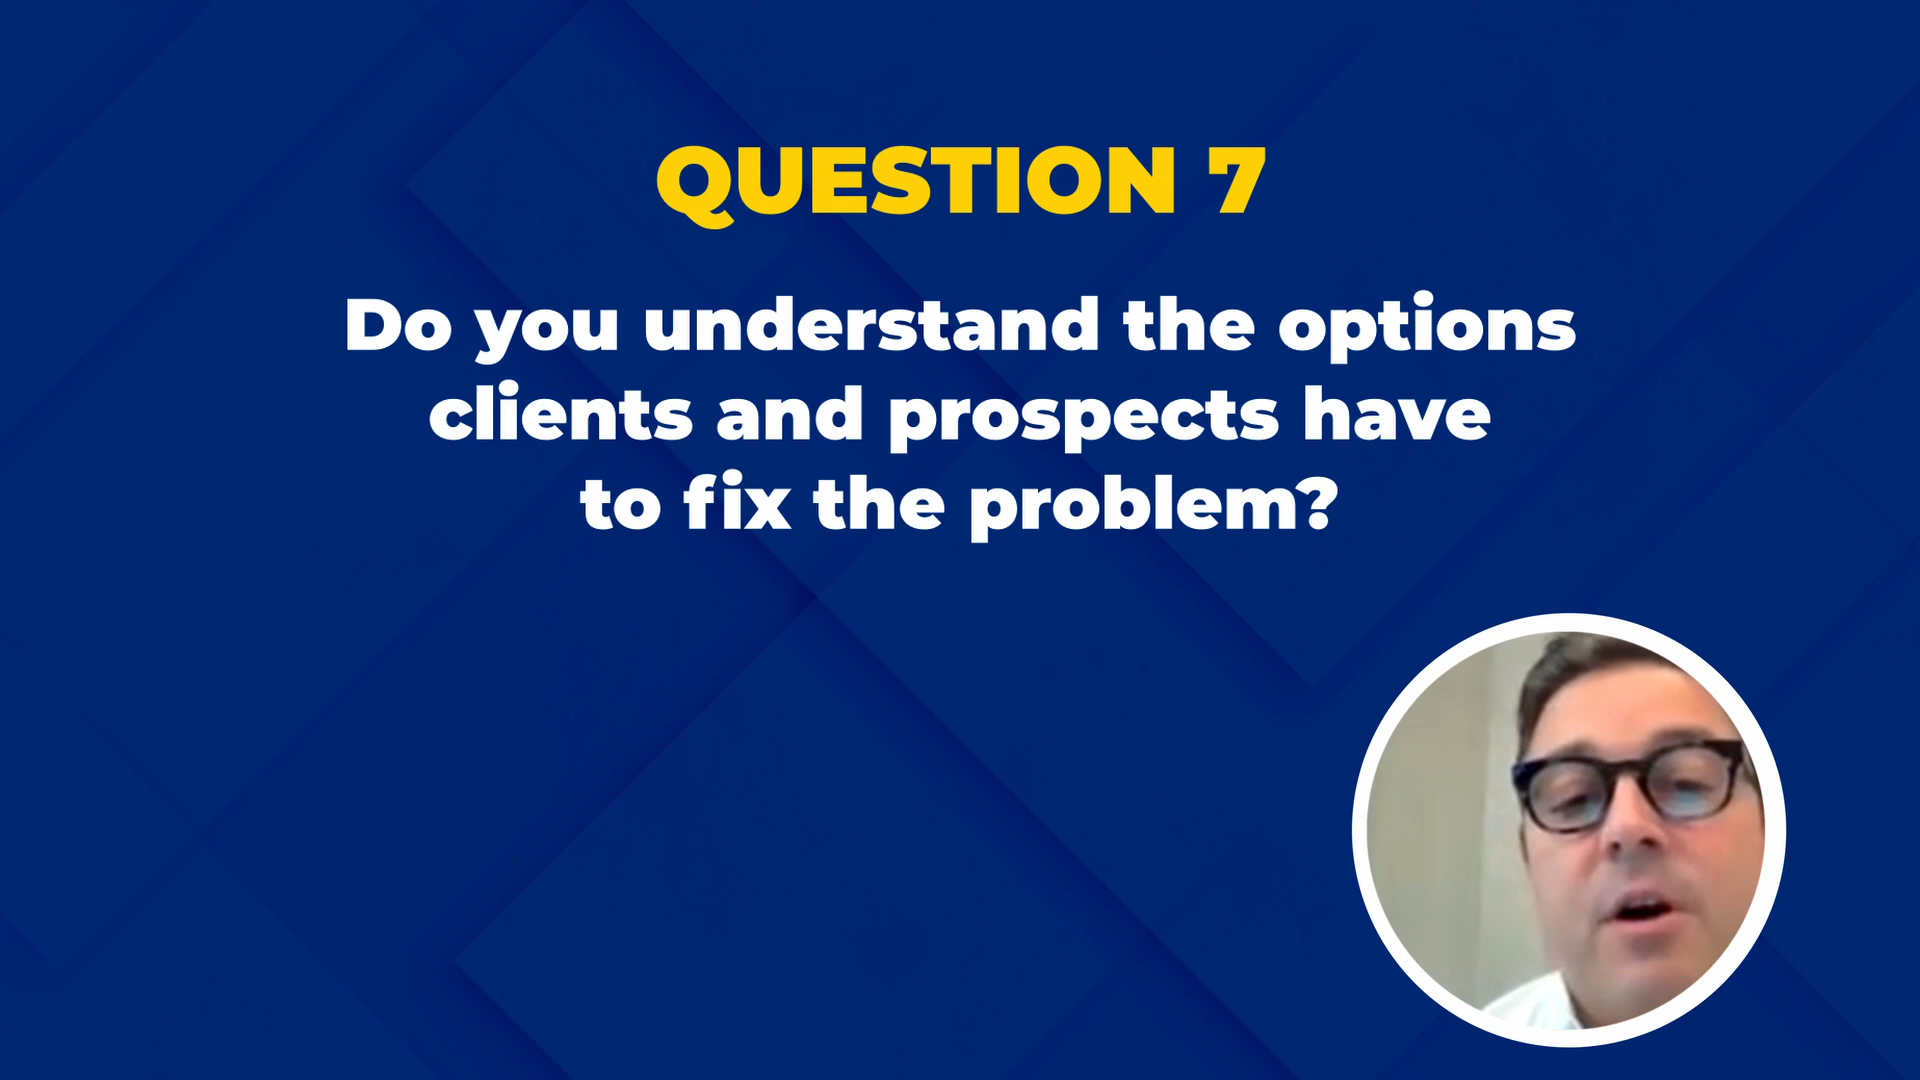 QUESTION 7
Do you understand the options
clients and prospects have
to fix the problem?